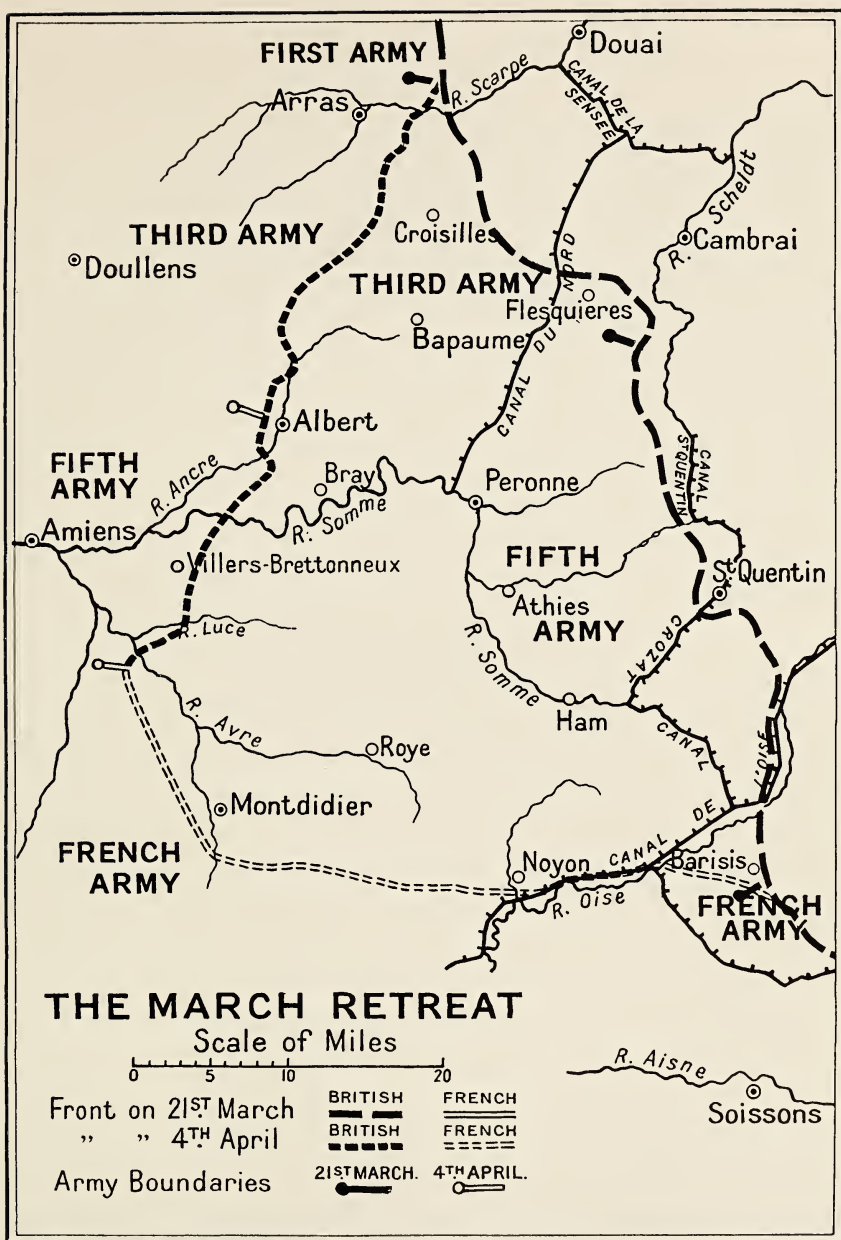 Douai
FIRST ARMY
R. Scarpe
CANAL DE LA
SENSEE
Arras
R. Scheldt
THIRD ARMY
Croisilles
Cambrai
Doullens
THIRD ARMY
Flesquieres
Bapaume
CANAL DU NORD
Albert
CANAL
ST QUENTIN
FIFTH
ARMY
R. Ancre
Bray
R. Somme
Peronne
Amiens
Villers-Brettonneux
FIFTH
ARMY
St Quentin
Athies
R. Luce
R. Somme
CROZAT
CANAL
Ham
R. Avre
Roye
L'OISE
Montdidier
CANAL DE
FRENCH
ARMY
Noyon
Barisis
R. Oise
FRENCH
ARMY
THE MARCH RETREAT
Scale of Miles
0 5 10 20
R. Aisne
Soissons
BRITISH FRENCH
Front on 21ST March
BRITISH FRENCH
" " 4TH April
21ST MARCH. 4TH APRIL.
Army Boundaries